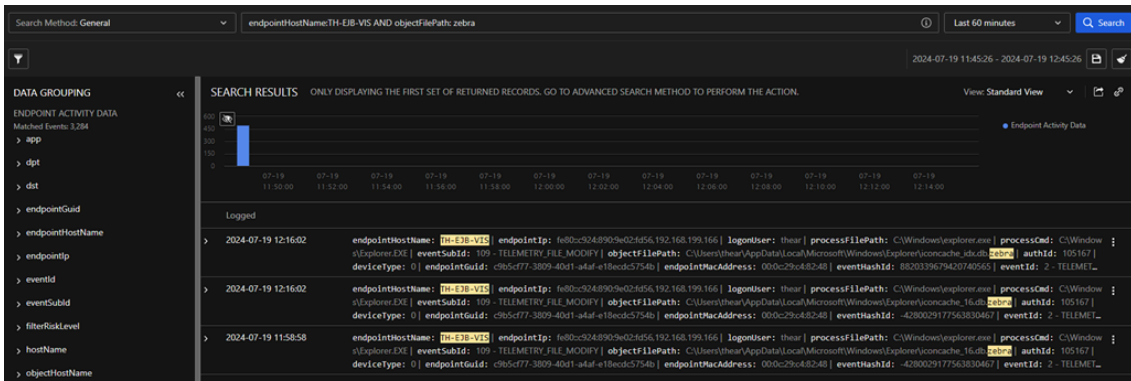 Search Method: General
endpointHostName:TH-EJB-VIS AND objectFilePath: zebra
Last 60 minutes
Search
2024-07-19 11:45:26 - 2024-07-19 12:45:26
DATA GROUPING
ENDPOINT ACTIVITY DATA
Matched Events: 3,284
app
dpt
dst
endpointGuid
endpointHostName
endpointIp
eventId
eventSubId
filterRiskLevel
hostName
objectHostName
SEARCH RESULTS ONLY DISPLAYING THE FIRST SET OF RETURNED RECORDS. GO TO ADVANCED SEARCH METHOD TO PERFORM THE ACTION.
View: Standard View
600
450
300
150
0
Endpoint Activity Data
07-19 07-19 07-19 07-19 07-19 07-19 07-19 07-19 07-19 07-19 07-19 07-19 07-19
11:50:00 11:52:00 11:54:00 11:56:00 11:58:00 12:00:00 12:02:00 12:04:00 12:06:00 12:08:00 12:10:00 12:12:00 12:14:00
Logged
2024-07-19 12:16:02 endpointHostName: TH-EJB-VIS | endpointIp: fe80::c924:890:9e02:fd56,192.168.199.166 | logonUser: thear | processFilePath: C:\Windows\explorer.exe | processCmd: C:\Window
s\Explorer.EXE | eventSubId: 109 - TELEMETRY_FILE_MODIFY | objectFilePath: C:\Users\thear\AppData\Local\Microsoft\Windows\Explorer\iconcache_idx.db.zebra | authId: 105167 |
deviceType: 0 | endpointGuid: c9b5cf77-3809-40d1-a4af-e18ecdc5754b | endpointMacAddress: 00:0c:29:c4:82:48 | eventHashId: 8820339679420740565 | eventId: 2 - TELEMET...
2024-07-19 12:16:02 endpointHostName: TH-EJB-VIS | endpointIp: fe80::c924:890:9e02:fd56,192.168.199.166 | logonUser: thear | processFilePath: C:\Windows\explorer.exe | processCmd: C:\Window
s\Explorer.EXE | eventSubId: 109 - TELEMETRY_FILE_MODIFY | objectFilePath: C:\Users\thear\AppData\Local\Microsoft\Windows\Explorer\iconcache_16.db.zebra | authId: 105167 |
deviceType: 0 | endpointGuid: c9b5cf77-3809-40d1-a4af-e18ecdc5754b | endpointMacAddress: 00:0c:29:c4:82:48 | eventHashId: -4280029177563830467 | eventId: 2 - TELEMET...
2024-07-19 11:58:58 endpointHostName: TH-EJB-VIS | endpointIp: fe80::c924:890:9e02:fd56,192.168.199.166 | logonUser: thear | processFilePath: C:\Windows\explorer.exe | processCmd: C:\Window
s\Explorer.EXE | eventSubId: 109 - TELEMETRY_FILE_MODIFY | objectFilePath: C:\Users\thear\AppData\Local\Microsoft\Windows\Explorer\iconcache_16.db.zebra | authId: 105167 |
deviceType: 0 | endpointGuid: c9b5cf77-3809-40d1-a4af-e18ecdc5754b | endpointMacAddress: 00:0c:29:c4:82:48 | eventHashId: -4280029177563830467 | eventId: 2 - TELEMET...